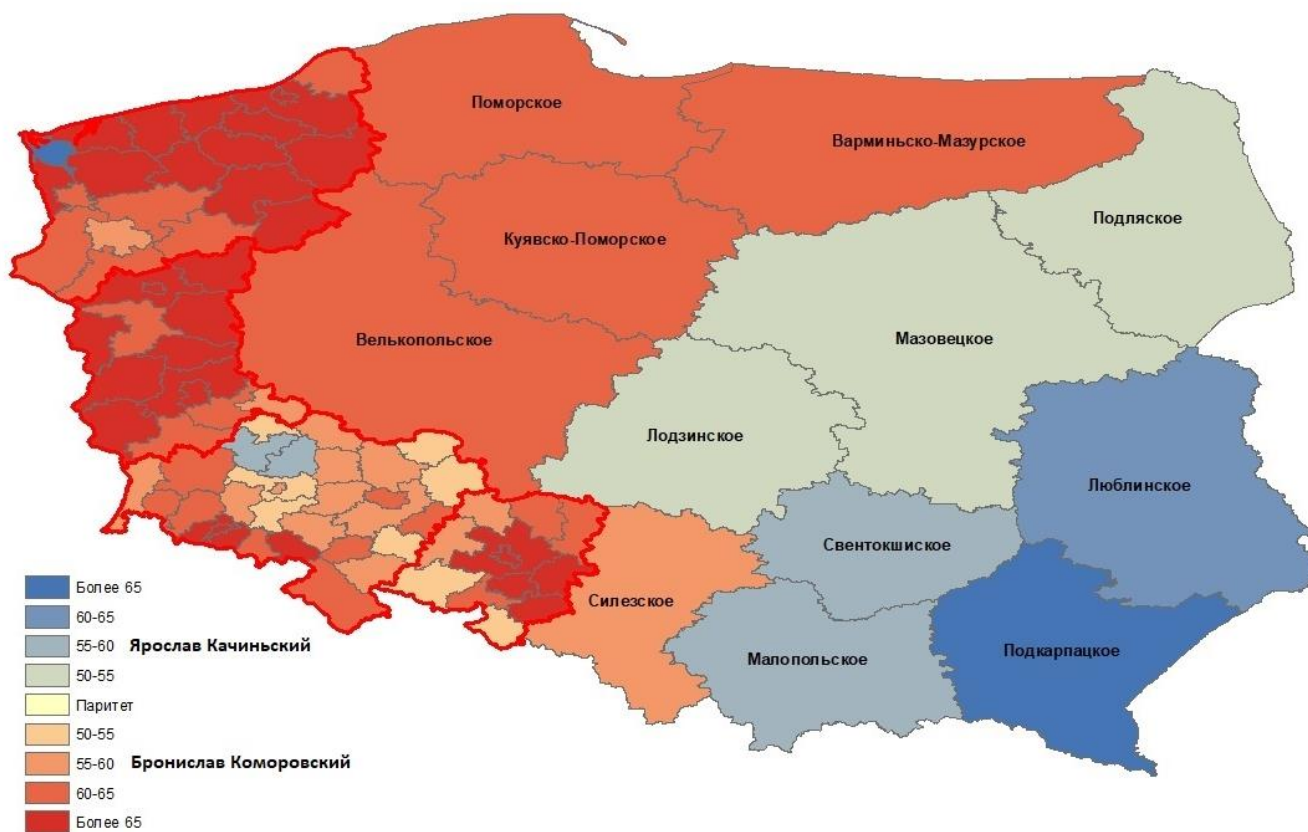 Поморское
Варминьско-Мазурское
Подляское
Куявско-Поморское
Велькопольское
Мазовецкое
Лодзинское
Люблинское
Свентокшиское
Силезское
Малопольское
Подкарпацкое
Более 65
60-65
55-60 Ярослав Качиньский
50-55
Паритет
50-55
55-60 Бронислав Коморовский
60-65
Более 65